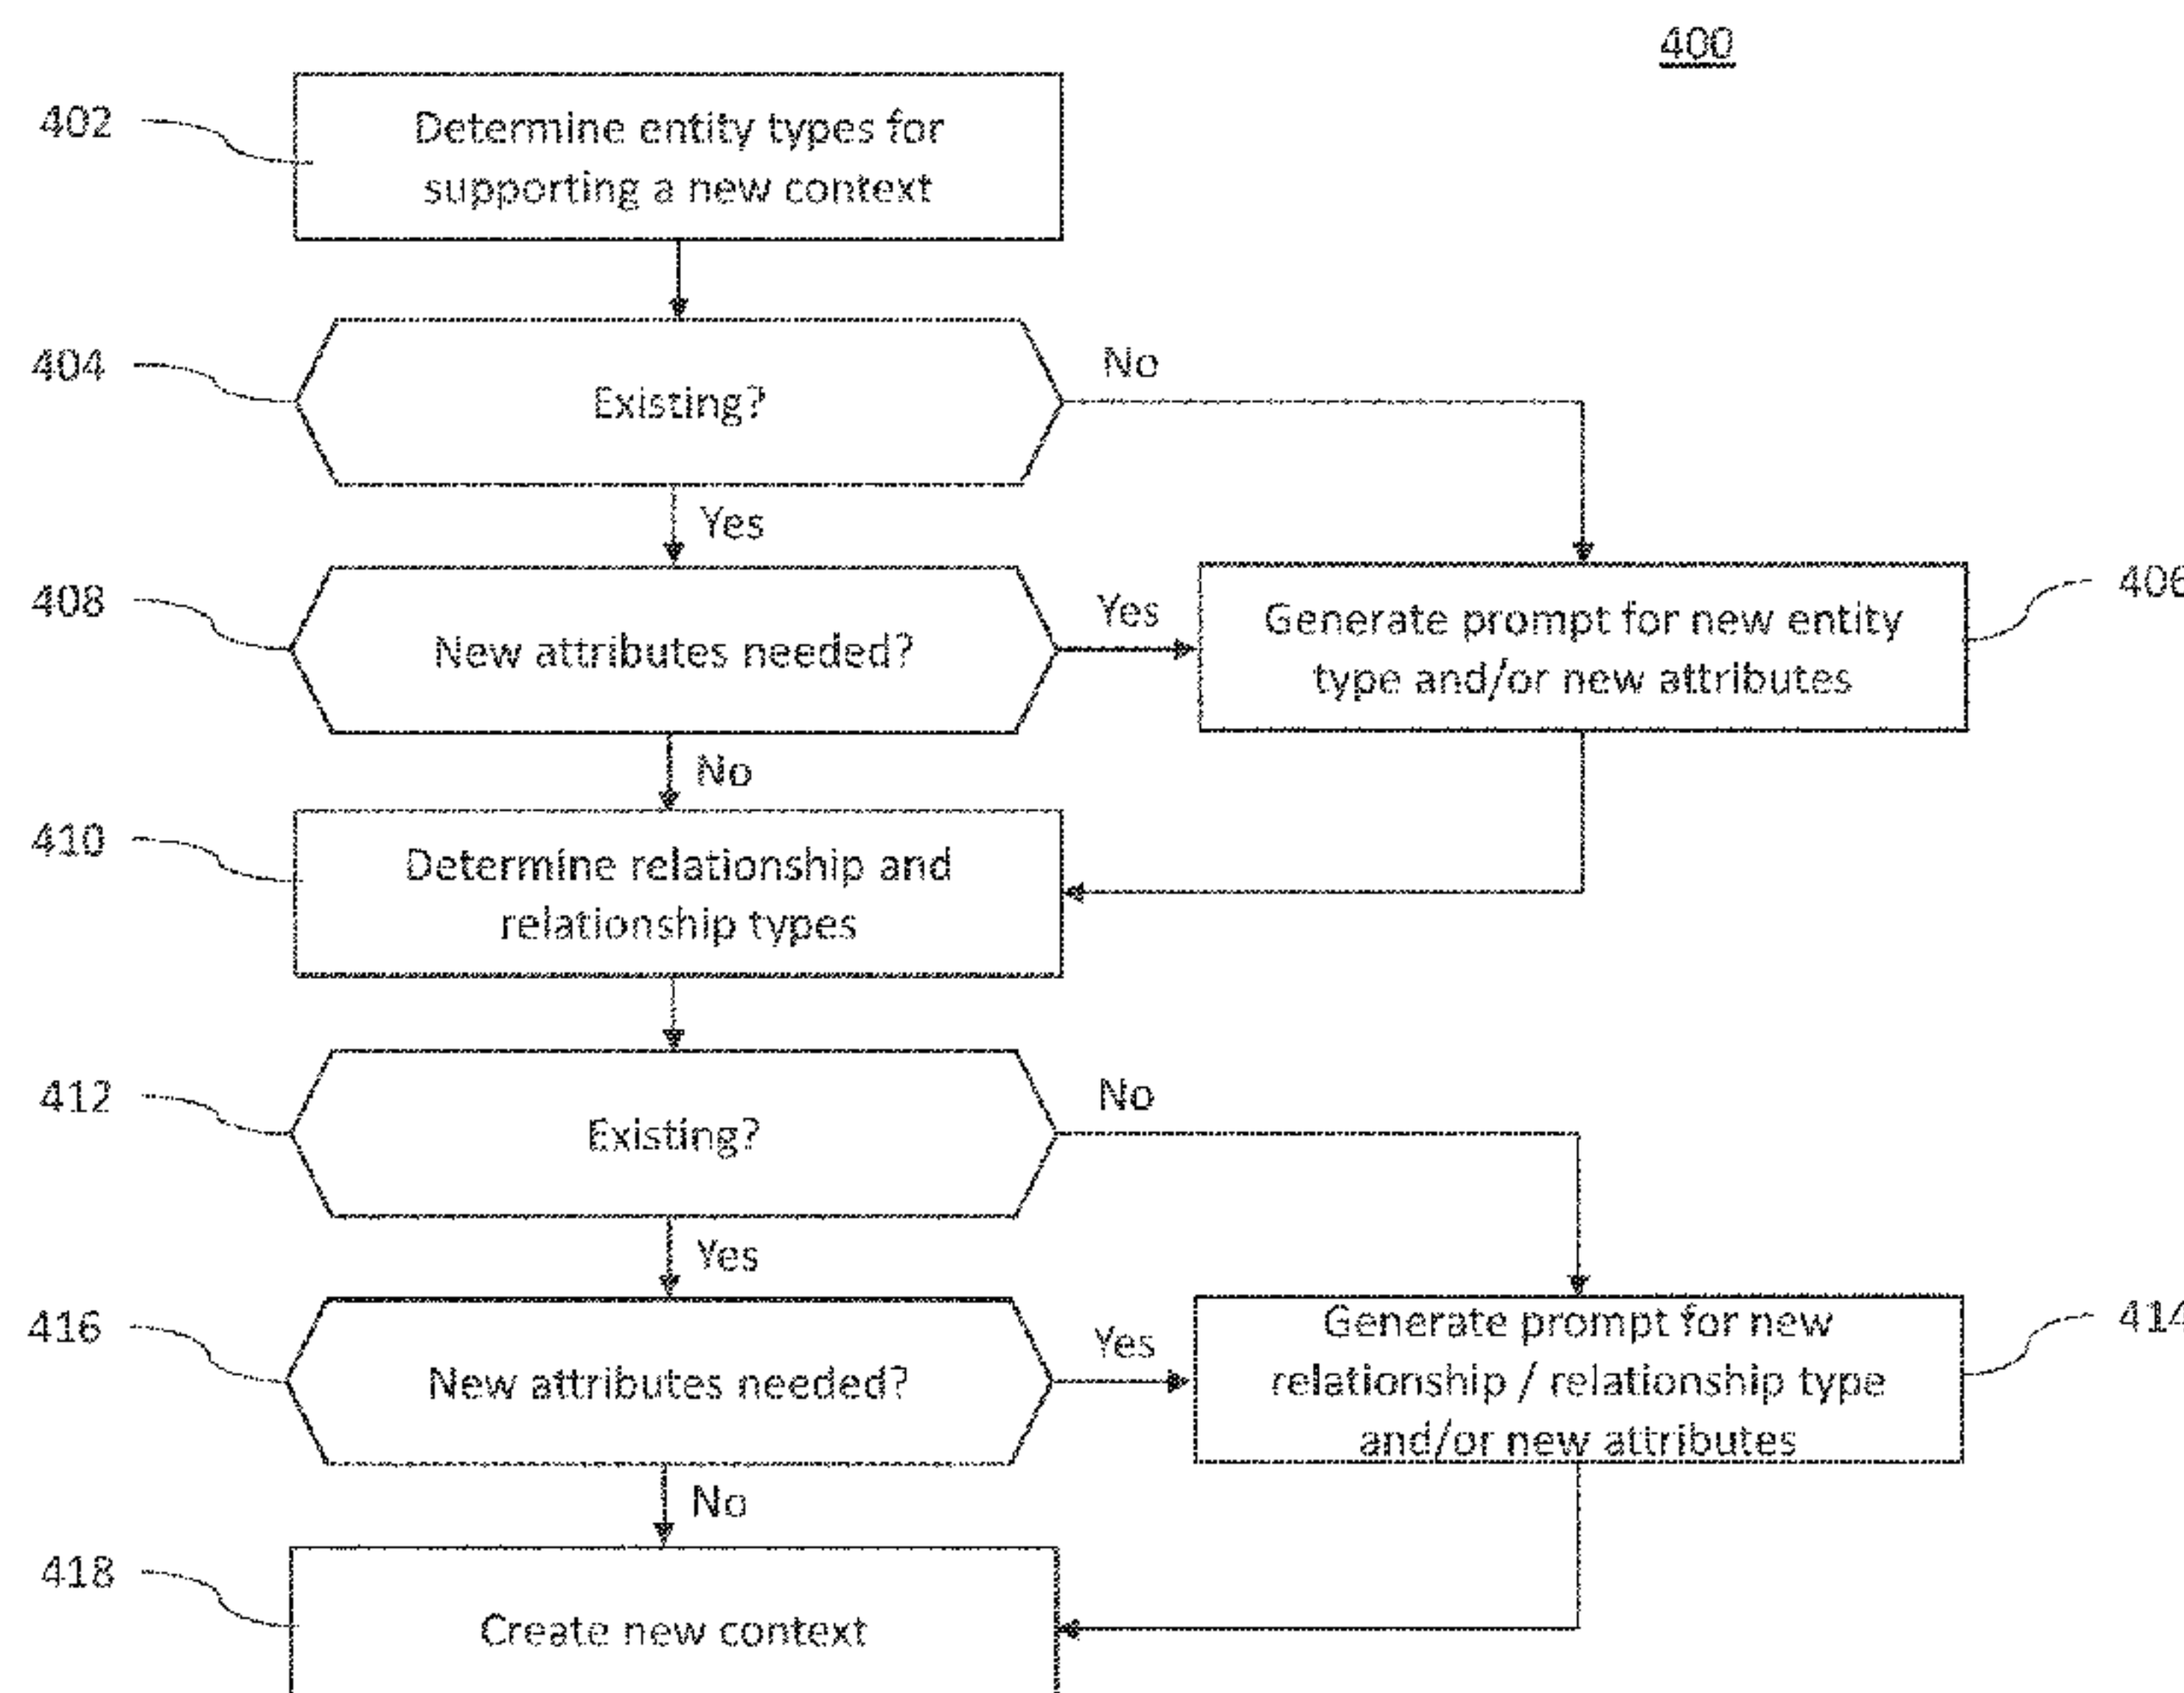 400
402
Determine entity types for
supporting a new context
404
Existing?
No
Yes
408
New attributes needed?
Yes
Generate prompt for new entity
type and/or new attributes
406
No
410
Determine relationship and
relationship types
412
Existing?
No
Yes
416
New attributes needed?
Yes
Generate prompt for new
relationship / relationship type
and/or new attributes
414
No
418
Create new context